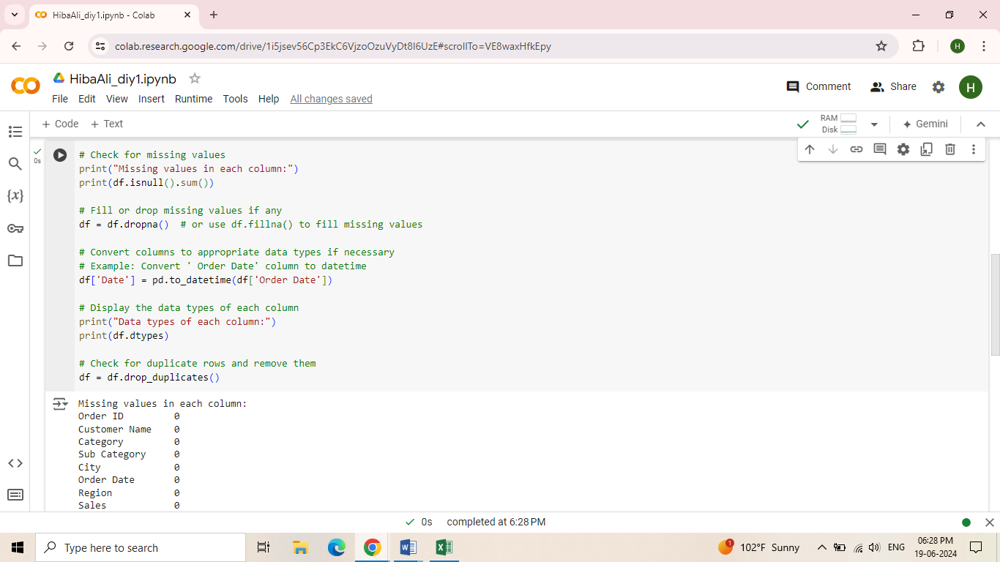 HibaAli_diy1.ipynb - Colab
colab.research.google.com/drive/1i5jsev56Cp3EkC6VjzoOzuVyDt8I6UzE#scrollTo=VE8waxHfkEpy
H
HibaAli_diy1.ipynb
File Edit View Insert Runtime Tools Help All changes saved
Comment Share H
+ Code + Text
RAM
Disk
Gemini
{x}
0s
# Check for missing values
print("Missing values in each column:")
print(df.isnull().sum())
# Fill or drop missing values if any
df = df.dropna()  # or use df.fillna() to fill missing values
# Convert columns to appropriate data types if necessary
# Example: Convert ' Order Date' column to datetime
df['Date'] = pd.to_datetime(df['Order Date'])
# Display the data types of each column
print("Data types of each column:")
print(df.dtypes)
# Check for duplicate rows and remove them
df = df.drop_duplicates()
Missing values in each column:
Order ID 0
Customer Name 0
Category 0
Sub Category 0
City 0
Order Date 0
Region 0
Sales 0
0s completed at 6:28 PM
Type here to search
1
102°F Sunny
ENG
06:28 PM
19-06-2024